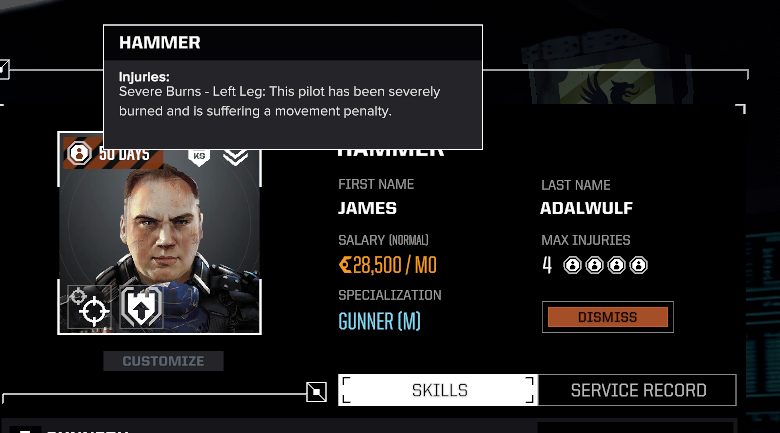 HAMMER
Injuries:
Severe Burns - Left Leg: This pilot has been severely
burned and is suffering a movement penalty.
50 DAYS
KS
HAMMER
FIRST NAME
LAST NAME
JAMES
ADALWULF
SALARY (NORMAL)
MAX INJURIES
28,500 / MO
4
SPECIALIZATION
GUNNER (M)
DISMISS
CUSTOMIZE
SKILLS
SERVICE RECORD
GUNNERY